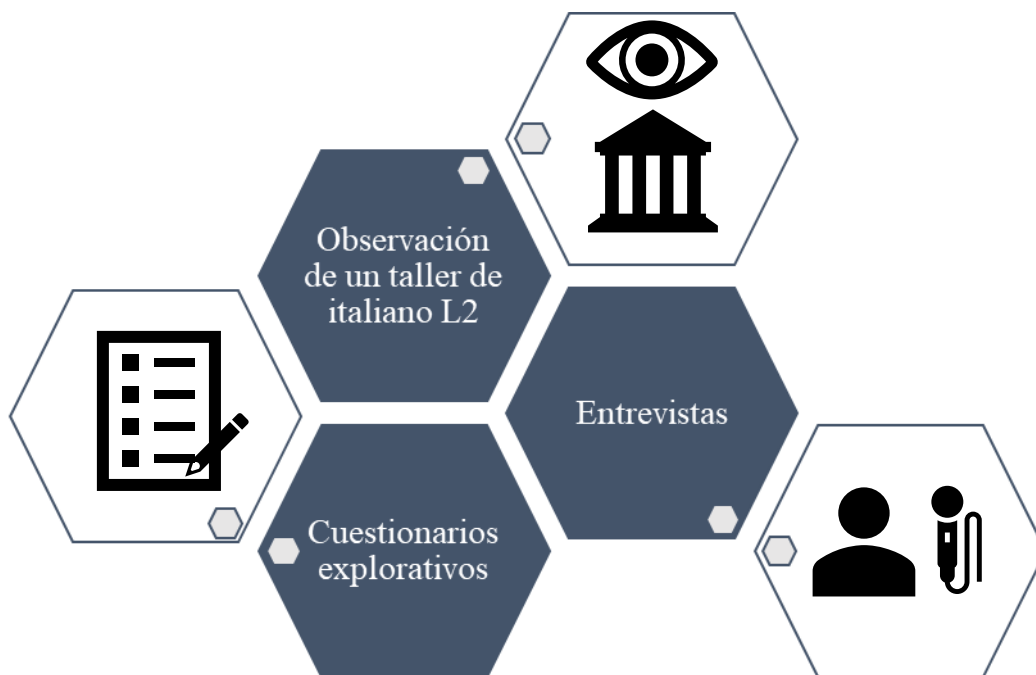 Observación
de un taller de
italiano L2
Entrevistas
Cuestionarios
explorativos